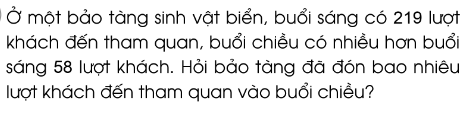 Ở một bảo tàng sinh vật biển, buổi sáng có 219 lượt
khách đến tham quan, buổi chiều có nhiều hơn buổi
sáng 58 lượt khách. Hỏi bảo tàng đã đón bao nhiêu
lượt khách đến tham quan vào buổi chiều?